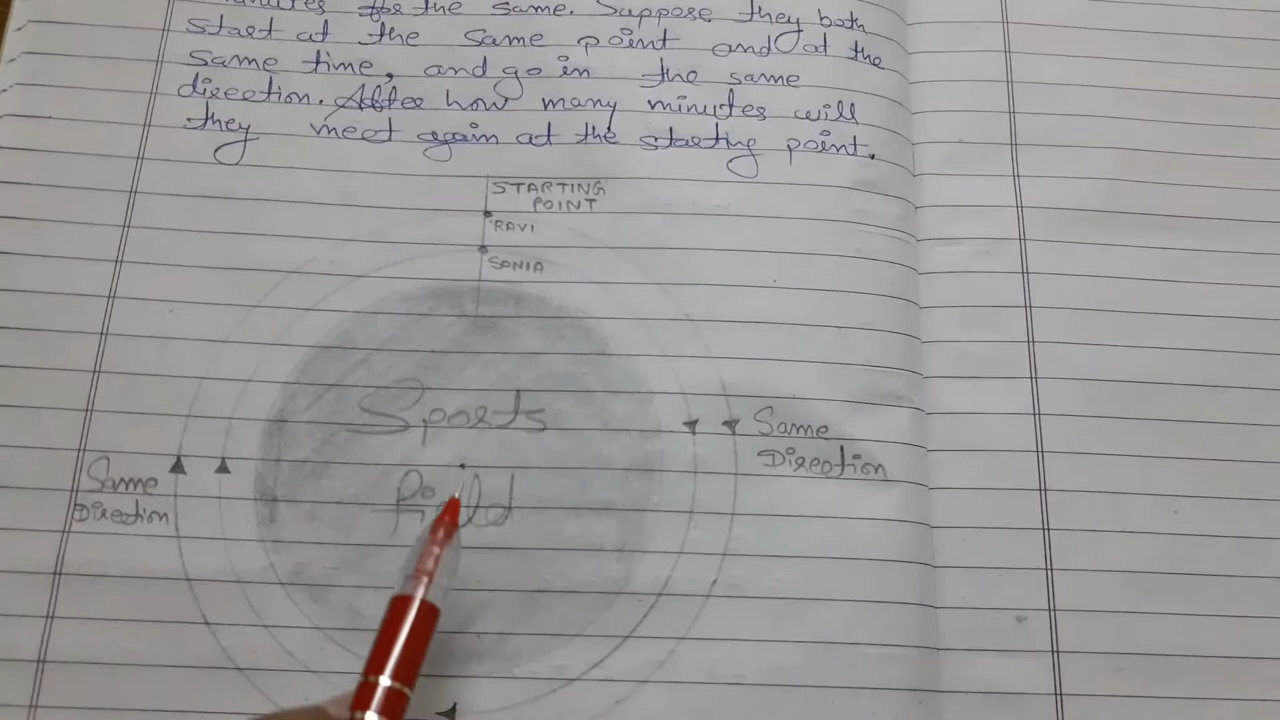 for the same. Suppose they both
start at the same point and at the
same time, and go in the same
direction. After how many minutes will
they meet again at the starting point.
STARTING
POINT
RAVI
SONIA
Sports
Field
Same
Direction
Same
Direction